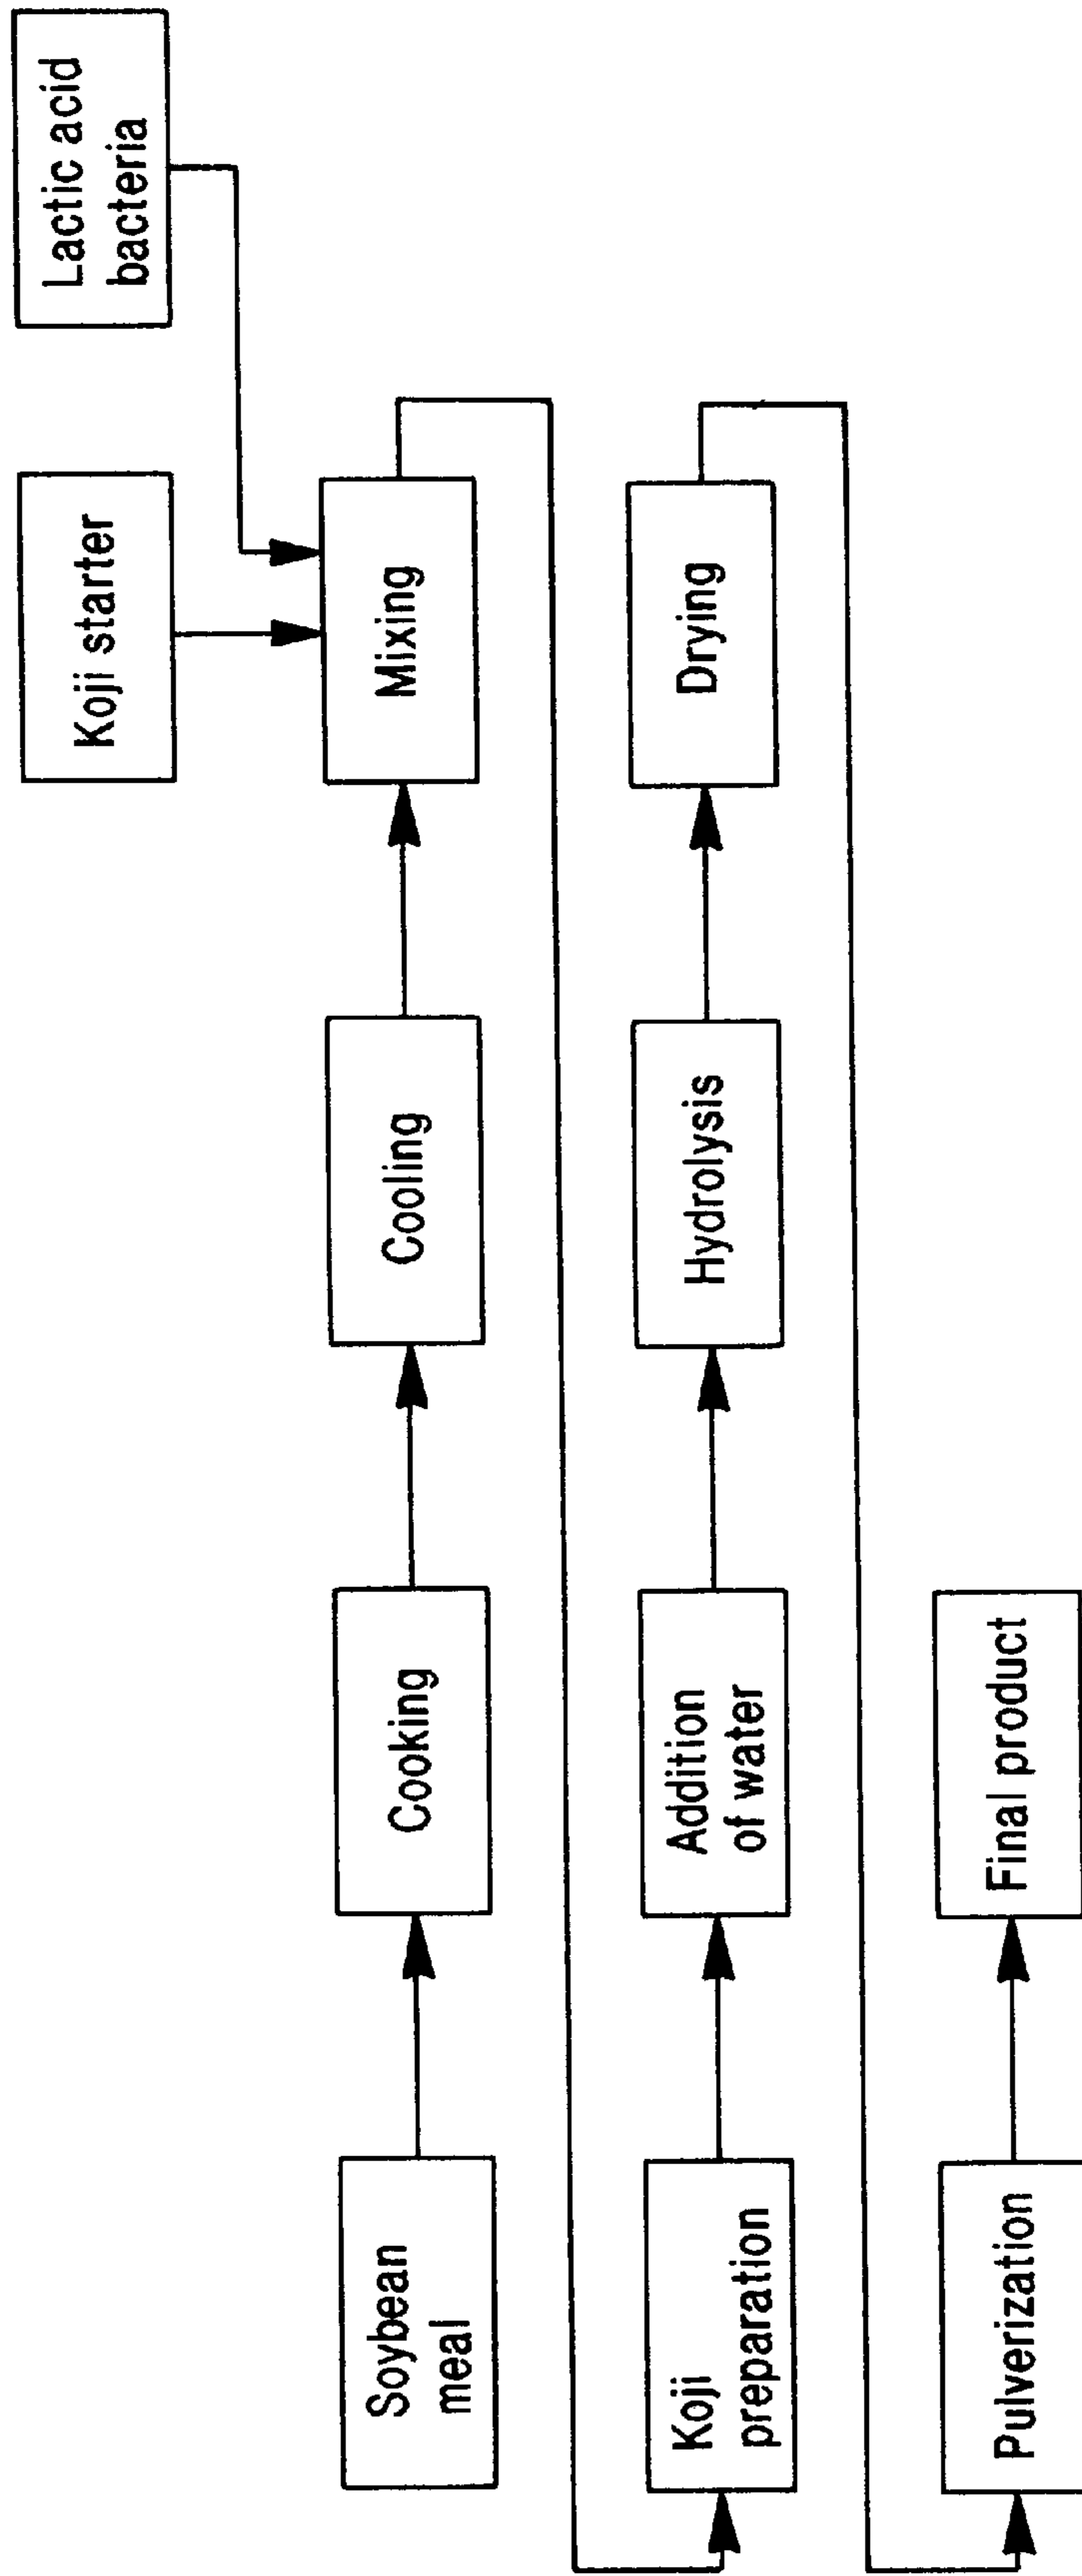 Koji starter
Lactic acid
bacteria
Soybean
meal
Cooking
Cooling
Mixing
Koji
preparation
Addition
of water
Hydrolysis
Drying
Pulverization
Final product